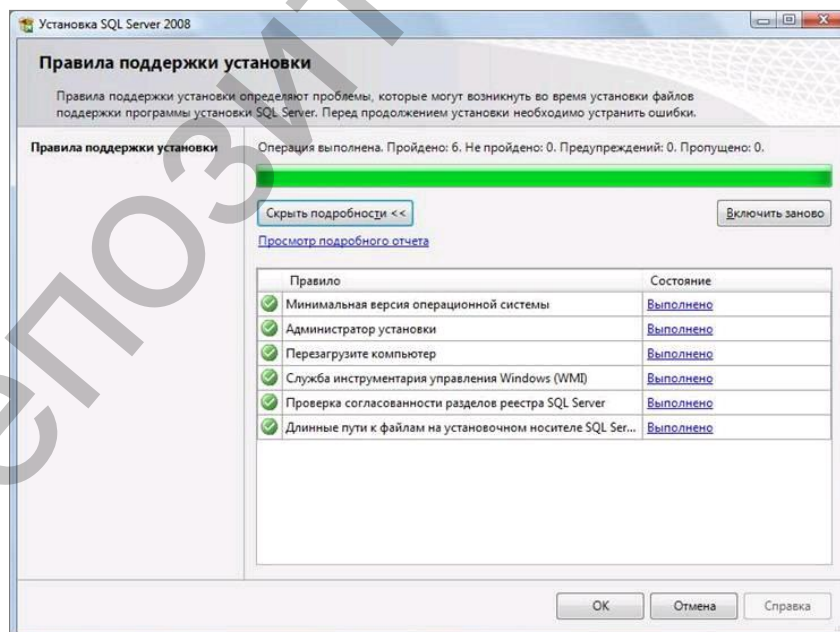 Установка SQL Server 2008
Правила поддержки установки
Правила поддержки установки определяют проблемы, которые могут возникнуть во время установки файлов
поддержки программы установки SQL Server. Перед продолжением установки необходимо устранить ошибки.
Правила поддержки установки
Операция выполнена. Пройдено: 6. Не пройдено: 0. Предупреждений: 0. Пропущено: 0.
Скрыть подробности <<
Включить заново
Просмотр подробного отчета
Правило Состояние
Минимальная версия операционной системы Выполнено
Администратор установки Выполнено
Перезагрузите компьютер Выполнено
Служба инструментария управления Windows (WMI) Выполнено
Проверка согласованности разделов реестра SQL Server Выполнено
Длинные пути к файлам на установочном носителе SQL Ser... Выполнено
OK Отмена Справка